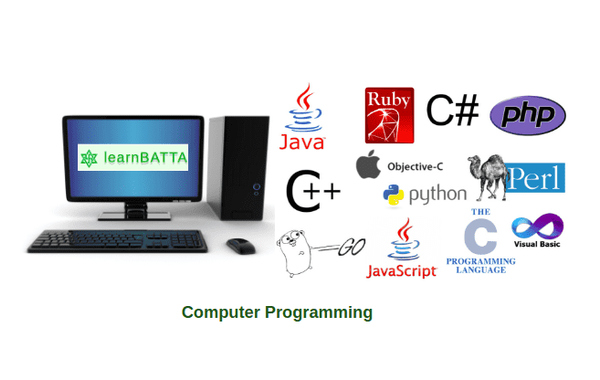 learnBATTA
Java
Ruby
C#
php
C++
Objective-C
python
Perl
GO
JavaScript
THE
C
PROGRAMMING
LANGUAGE
Visual Basic
Computer Programming